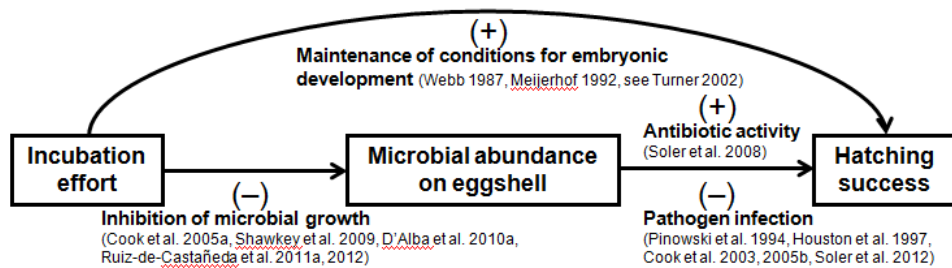 (+)
Maintenance of conditions for embryonic
development (Webb 1987, Meijerhof 1992, see Turner 2002)
(+)
Antibiotic activity
(Soler et al. 2008)
Incubation
effort
Microbial abundance
on eggshell
Hatching
success
(–)
Inhibition of microbial growth
(Cook et al. 2005a, Shawkey et al. 2009, D’Alba et al. 2010a,
Ruiz-de-Castañeda et al. 2011a, 2012)
(–)
Pathogen infection
(Pinowski et al. 1994, Houston et al. 1997,
Cook et al. 2003, 2005b, Soler et al. 2012)